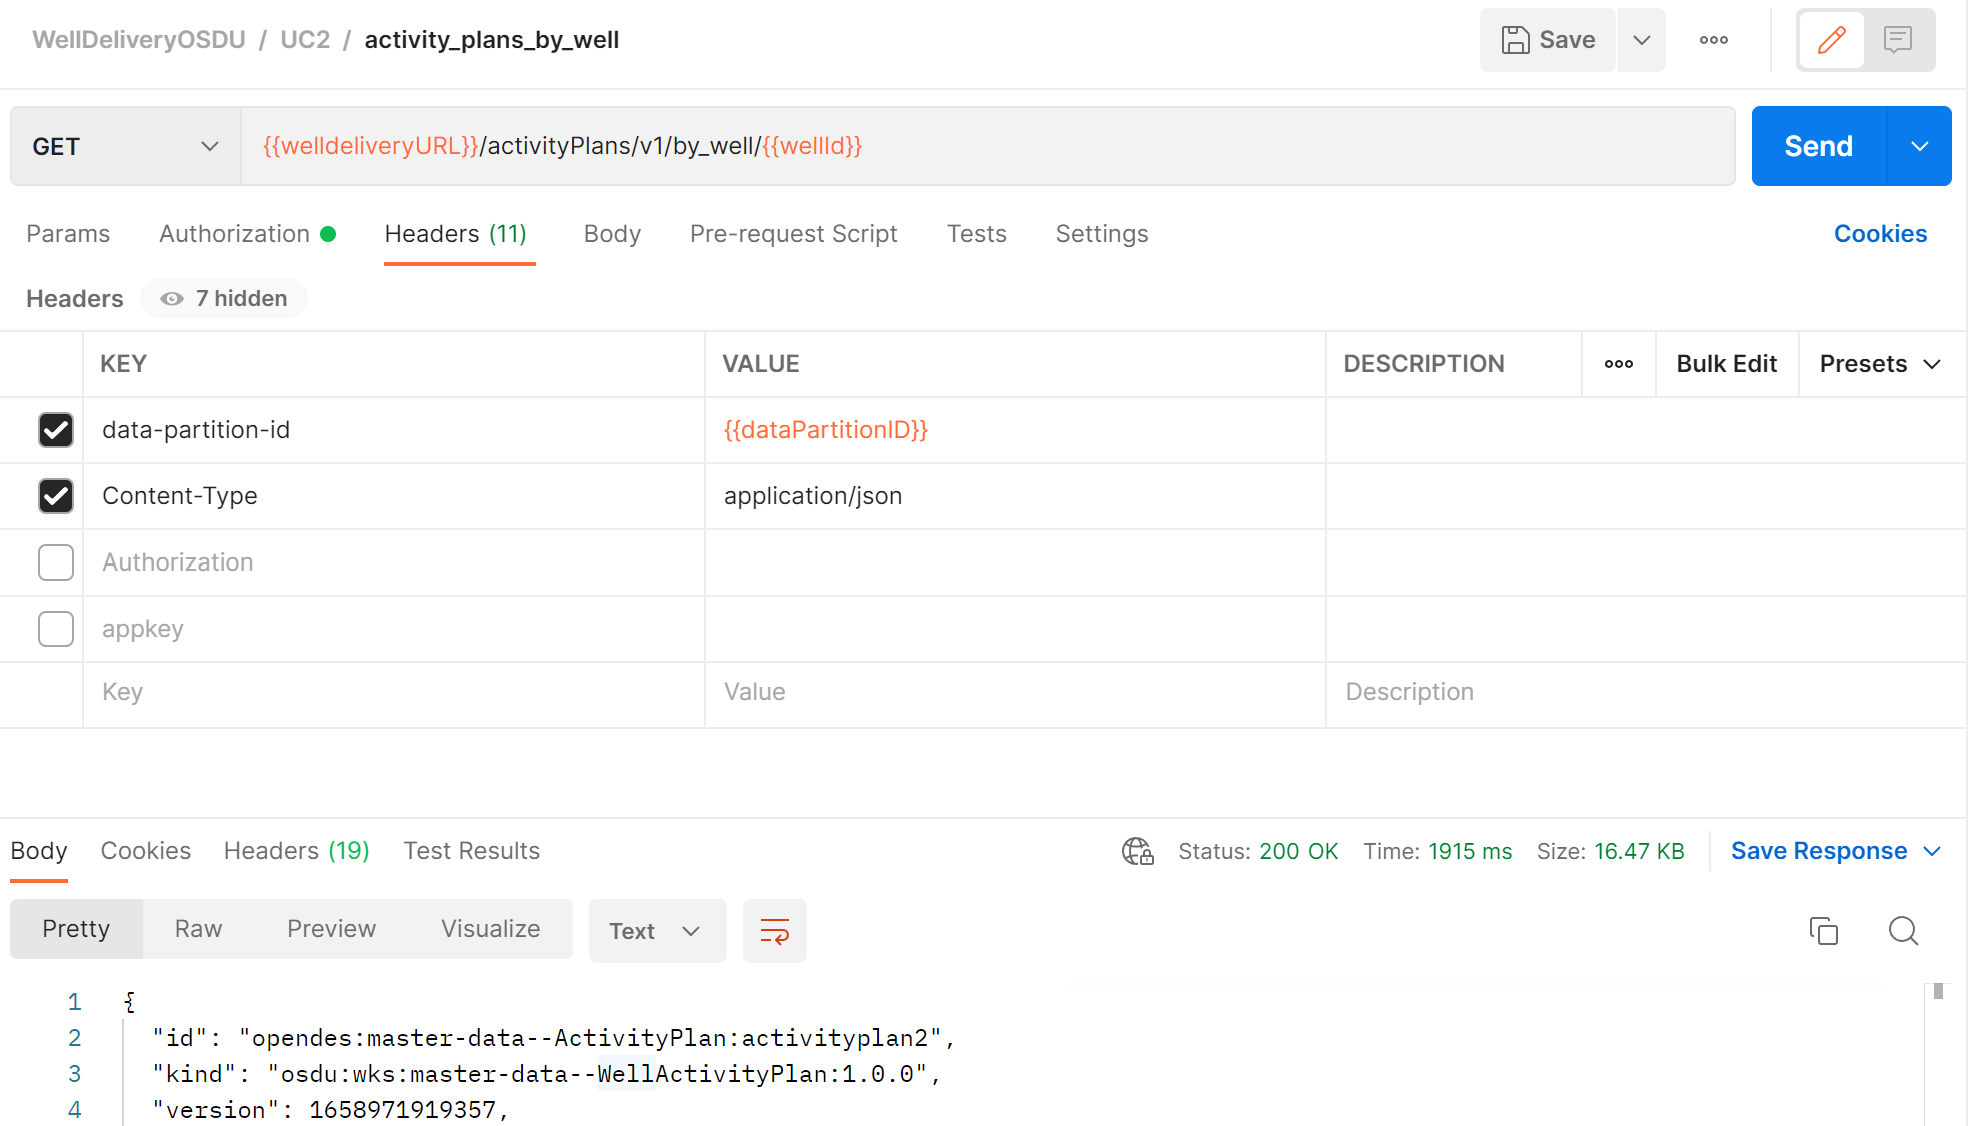 WellDeliveryOSDU / UC2 / activity_plans_by_well
Save
GET
{{welldeliveryURL}}/activityPlans/v1/by_well/{{wellId}}
Send
Params Authorization Headers (11) Body Pre-request Script Tests Settings Cookies
Headers 7 hidden
KEY VALUE DESCRIPTION Bulk Edit Presets
data-partition-id {{dataPartitionID}}
Content-Type application/json
Authorization
appkey
Key Value Description
Body Cookies Headers (19) Test Results Status: 200 OK Time: 1915 ms Size: 16.47 KB Save Response
Pretty Raw Preview Visualize Text
1 {
2 "id": "opendes:master-data--ActivityPlan:activityplan2",
3 "kind": "osdu:wks:master-data--WellActivityPlan:1.0.0",
4 "version": 1658971919357,